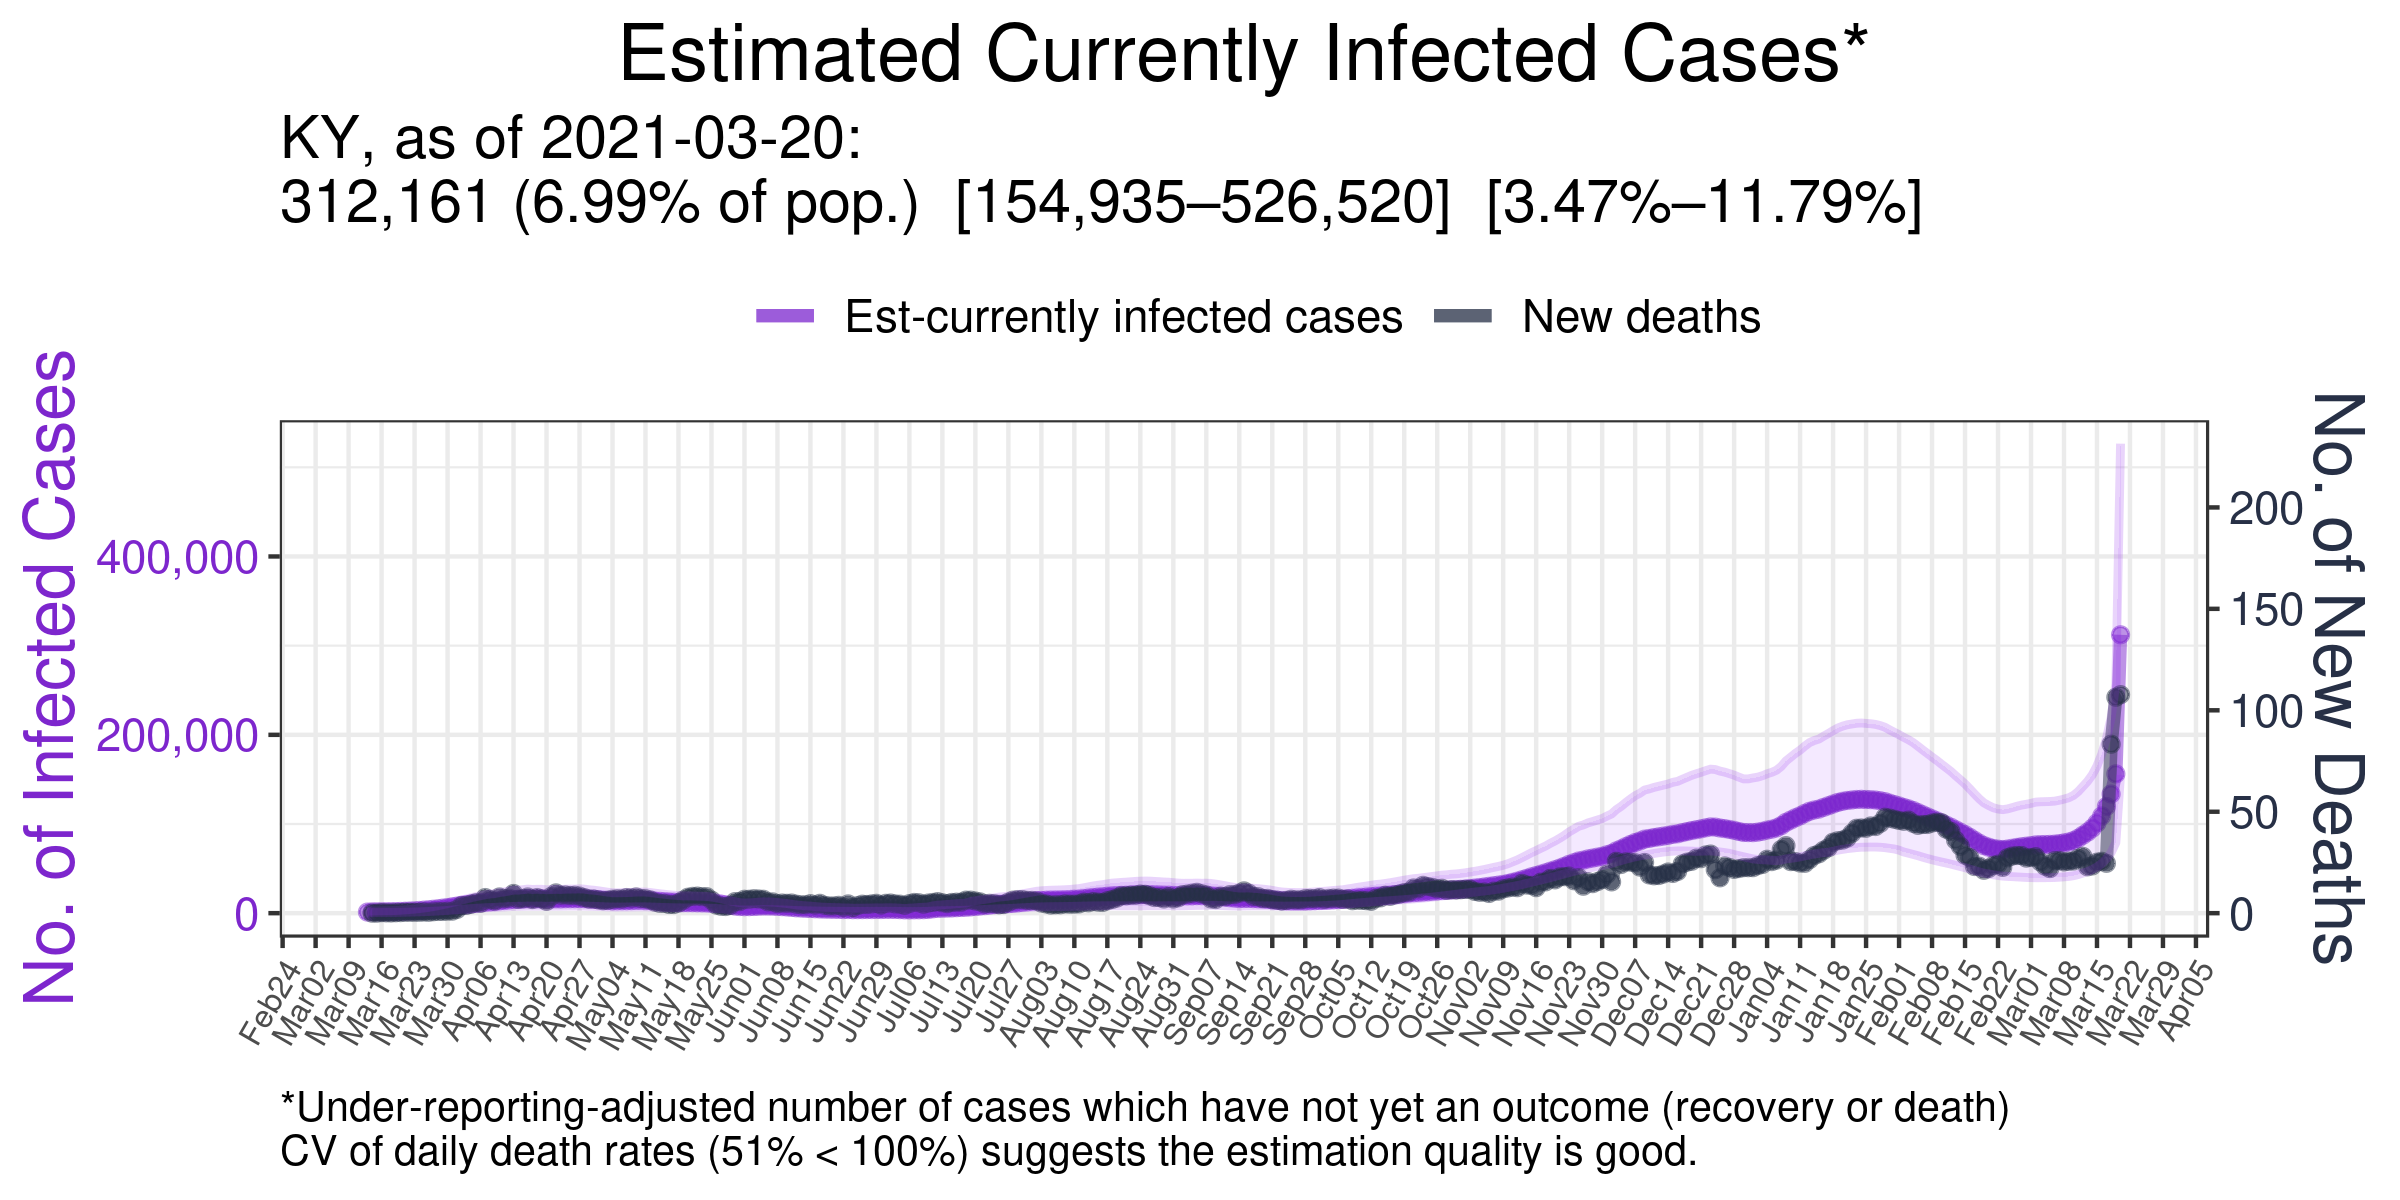 Estimated Currently Infected Cases*
KY, as of 2021-03-20:
312,161 (6.99% of pop.)  [154,935–526,520]  [3.47%–11.79%]
Est-currently infected cases
New deaths
No. of Infected Cases
400,000
200,000
0
No. of New Deaths
200
150
100
50
0
Feb24
Mar02
Mar09
Mar16
Mar23
Mar30
Apr06
Apr13
Apr20
Apr27
May04
May11
May18
May25
Jun01
Jun08
Jun15
Jun22
Jun29
Jul06
Jul13
Jul20
Jul27
Aug03
Aug10
Aug17
Aug24
Aug31
Sep07
Sep14
Sep21
Sep28
Oct05
Oct12
Oct19
Oct26
Nov02
Nov09
Nov16
Nov23
Nov30
Dec07
Dec14
Dec21
Dec28
Jan04
Jan11
Jan18
Jan25
Feb01
Feb08
Feb15
Feb22
Mar01
Mar08
Mar15
Mar22
Mar29
Apr05
*Under-reporting-adjusted number of cases which have not yet an outcome (recovery or death)
CV of daily death rates (51% < 100%) suggests the estimation quality is good.